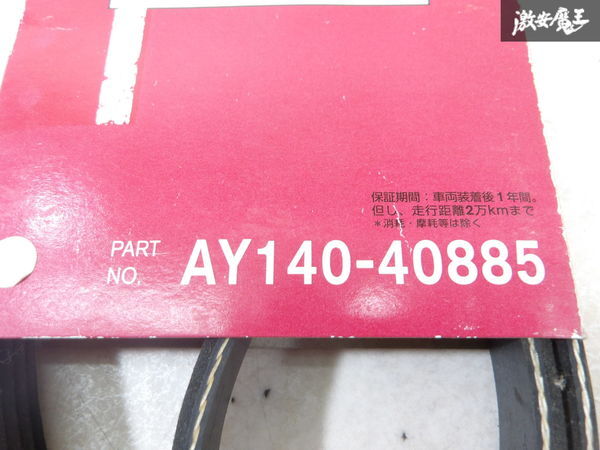 激安魔王
保証期間：車両装着後1年間。
但し、走行距離2万kmまで
＊消耗・摩耗等は除く
PART
NO. AY140-40885